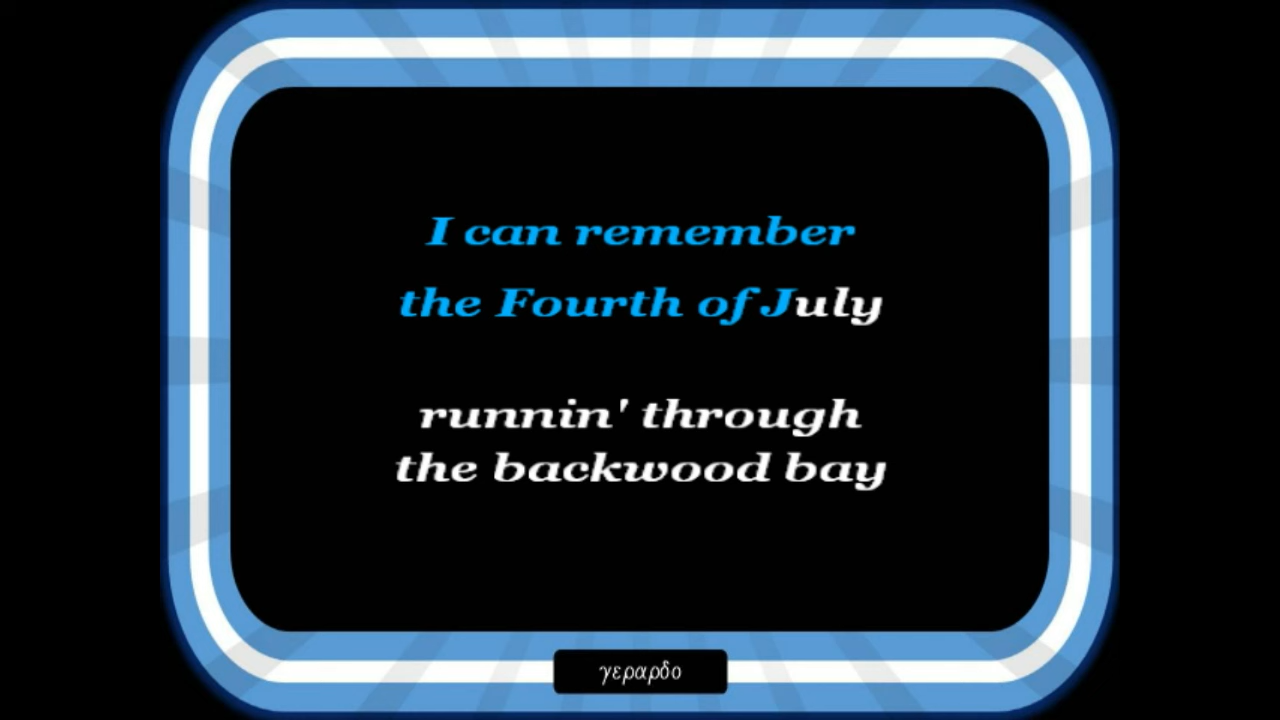 I can remember
the Fourth of July
runnin' through
the backwood bay
γεραρδο